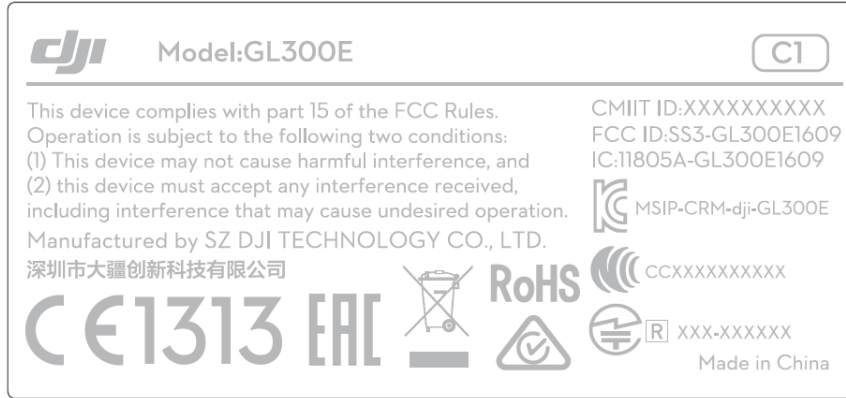 dji Model:GL300E C1
This device complies with part 15 of the FCC Rules.
Operation is subject to the following two conditions:
(1) This device may not cause harmful interference, and
(2) this device must accept any interference received,
including interference that may cause undesired operation.
Manufactured by SZ DJI TECHNOLOGY CO., LTD.
深圳市大疆创新科技有限公司
CE1313 EAC RoHS
CMIIT ID:XXXXXXXXXX
FCC ID:SS3-GL300E1609
IC:11805A-GL300E1609
MSIP-CRM-dji-GL300E
CCXXXXXXXXXX
R XXX-XXXXXX
Made in China